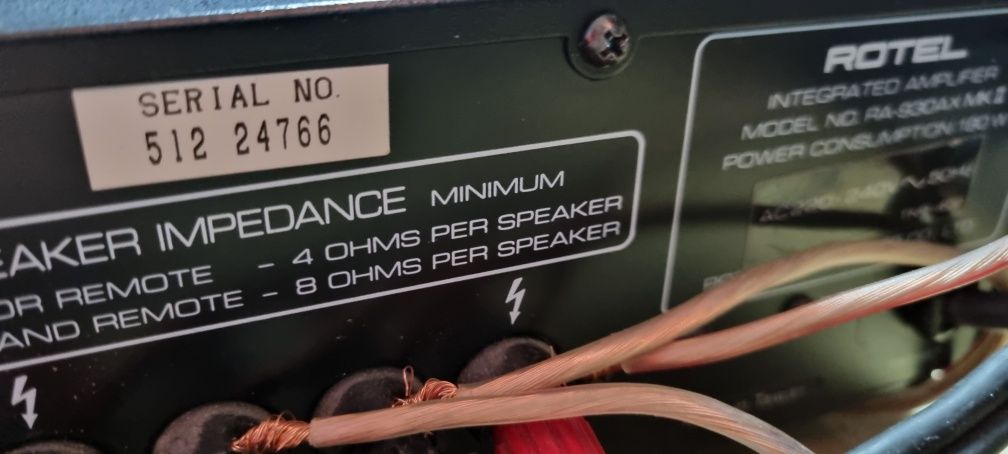 SERIAL NO.
512 24766
EAKER IMPEDANCE MINIMUM
OR REMOTE - 4 OHMS PER SPEAKER
AND REMOTE - 8 OHMS PER SPEAKER
ROTEL
INTEGRATED AMPLIFIER
MODEL NO. RA-930AX MK
POWER CONSUMPTION 180